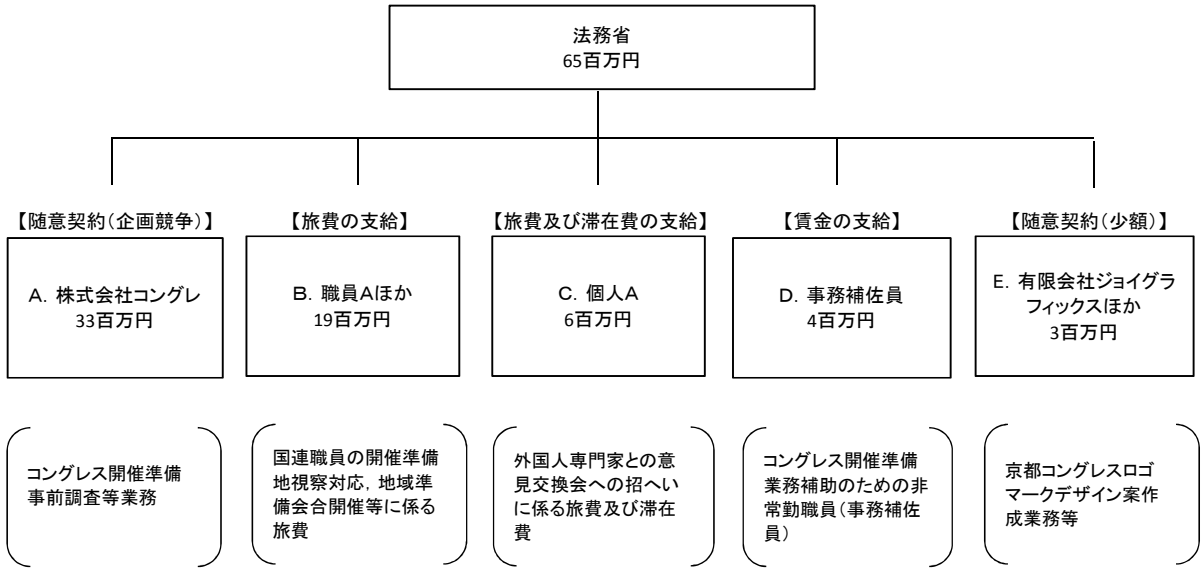 法務省
65百万円
【随意契約(企画競争)】
A. 株式会社コングレ
33百万円
コングレス開催準備
事前調査等業務
【旅費の支給】
B. 職員Aほか
19百万円
国連職員の開催準備
地視察対応，地域準
備会合開催等に係る
旅費
【旅費及び滞在費の支給】
C. 個人A
6百万円
外国人専門家との意
見交換会への招へい
に係る旅費及び滞在
費
【賃金の支給】
D. 事務補佐員
4百万円
コングレス開催準備
業務補助のための非
常勤職員(事務補佐
員)
【随意契約(少額)】
E. 有限会社ジョイグラ
フィックスほか
3百万円
京都コングレスロゴ
マークデザイン案作
成業務等